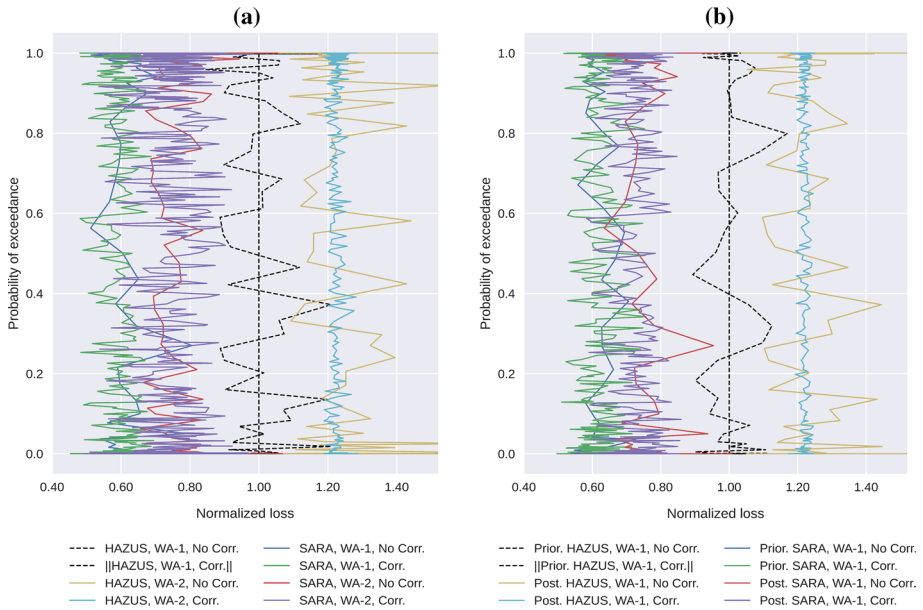 (a)
(b)
1.0
0.8
0.6
0.4
0.2
0.0
Probability of exceedance
0.40 0.60 0.80 1.00 1.20 1.40
Normalized loss
HAZUS, WA-1, No Corr.
||HAZUS, WA-1, Corr.||
HAZUS, WA-2, No Corr.
HAZUS, WA-2, Corr.
SARA, WA-1, No Corr.
SARA, WA-1, Corr.
SARA, WA-2, No Corr.
SARA, WA-2, Corr.
1.0
0.8
0.6
0.4
0.2
0.0
Probability of exceedance
0.40 0.60 0.80 1.00 1.20 1.40
Normalized loss
Prior. HAZUS, WA-1, No Corr.
||Prior. HAZUS, WA-1, Corr.||
Post. HAZUS, WA-1, No Corr.
Post. HAZUS, WA-1, Corr.
Prior. SARA, WA-1, No Corr.
Prior. SARA, WA-1, Corr.
Post. SARA, WA-1, No Corr.
Post. SARA, WA-1, Corr.